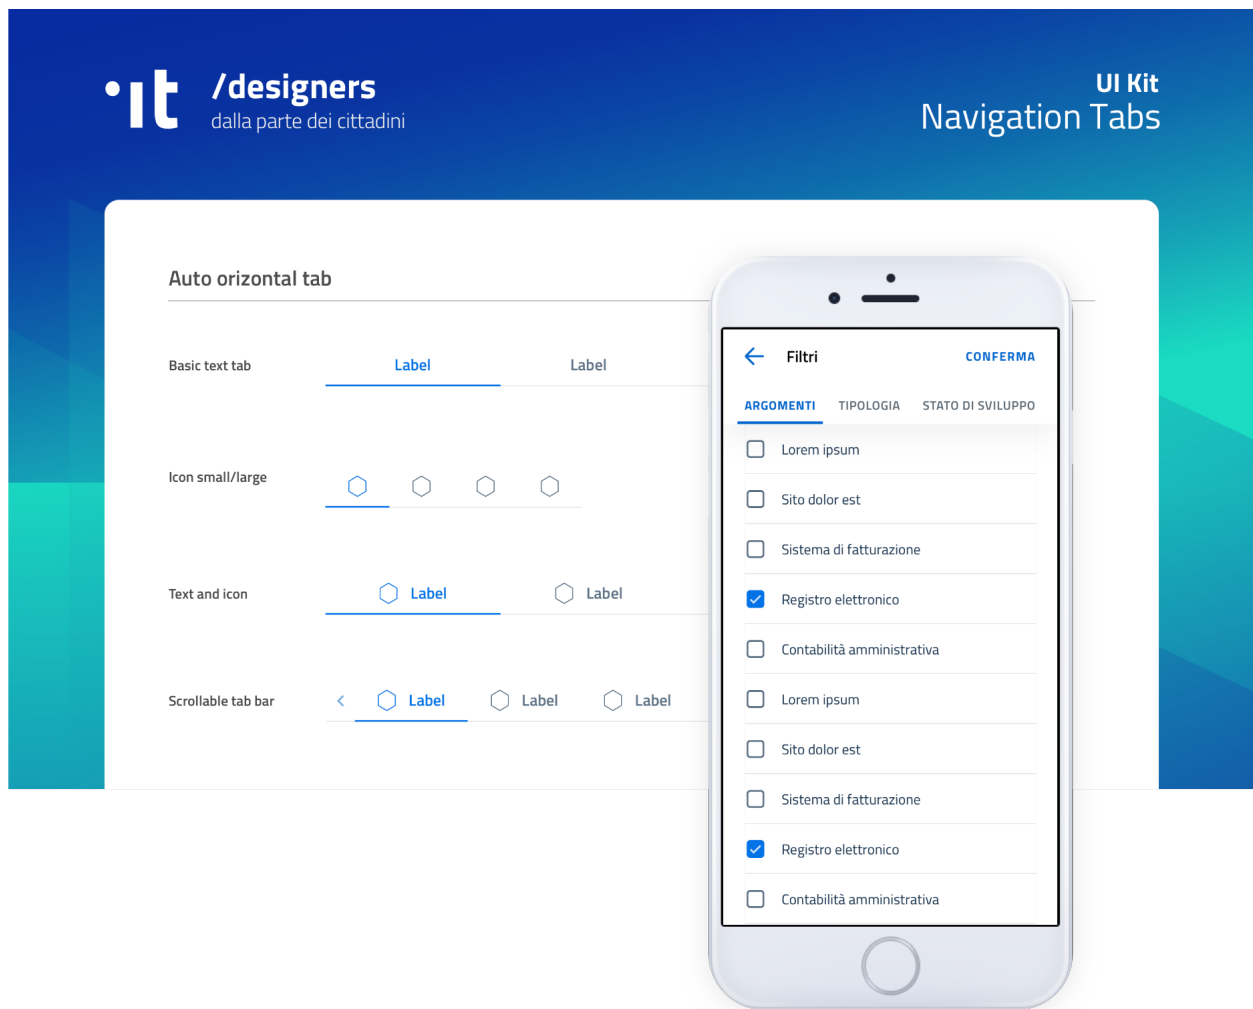 it /designers
dalla parte dei cittadini
UI Kit
Navigation Tabs
Auto orizontal tab
Basic text tab
Label
Label
Icon small/large
Text and icon
Label
Label
Scrollable tab bar
Label
Label
Label
Filtri
CONFERMA
ARGOMENTI
TIPOLOGIA
STATO DI SVILUPPO
Lorem ipsum
Sito dolor est
Sistema di fatturazione
Registro elettronico
Contabilità amministrativa
Lorem ipsum
Sito dolor est
Sistema di fatturazione
Registro elettronico
Contabilità amministrativa